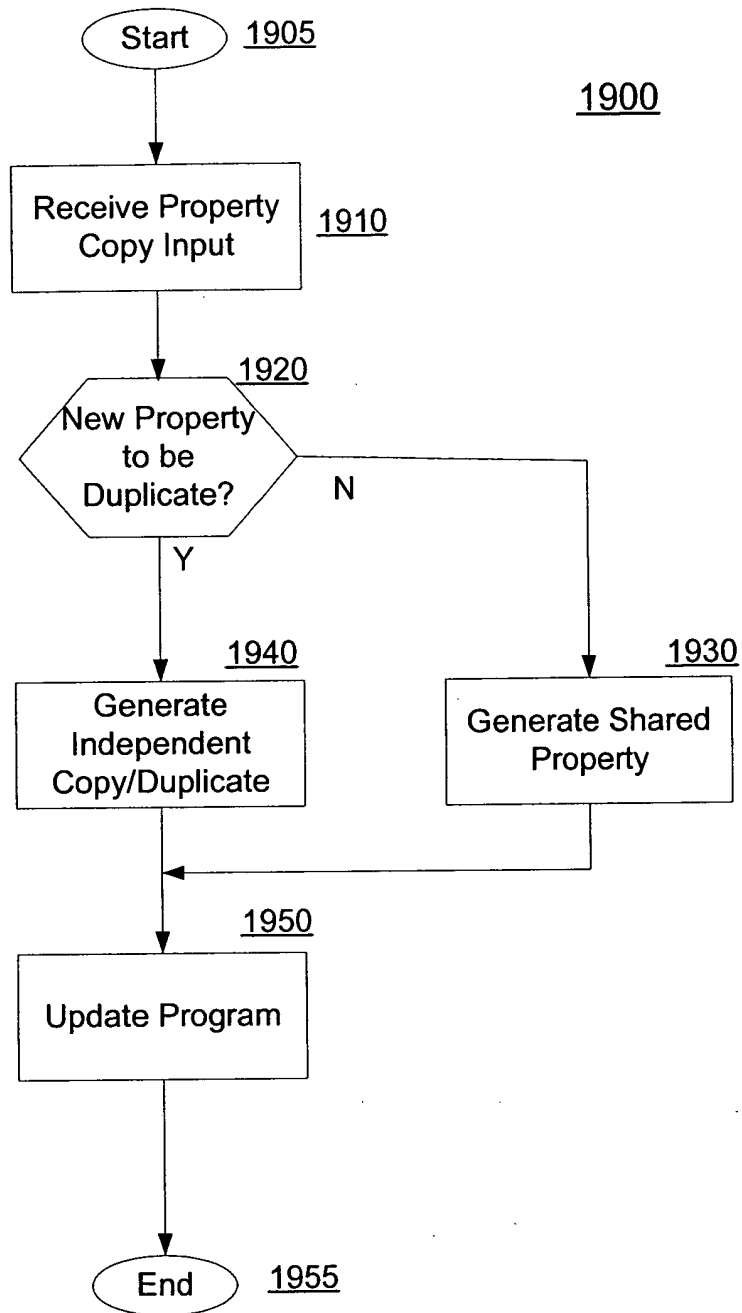 Start 1905
1900
Receive Property
Copy Input
1910
1920
New Property
to be
Duplicate?
N
Y
1940
Generate
Independent
Copy/Duplicate
1930
Generate Shared
Property
1950
Update Program
End 1955